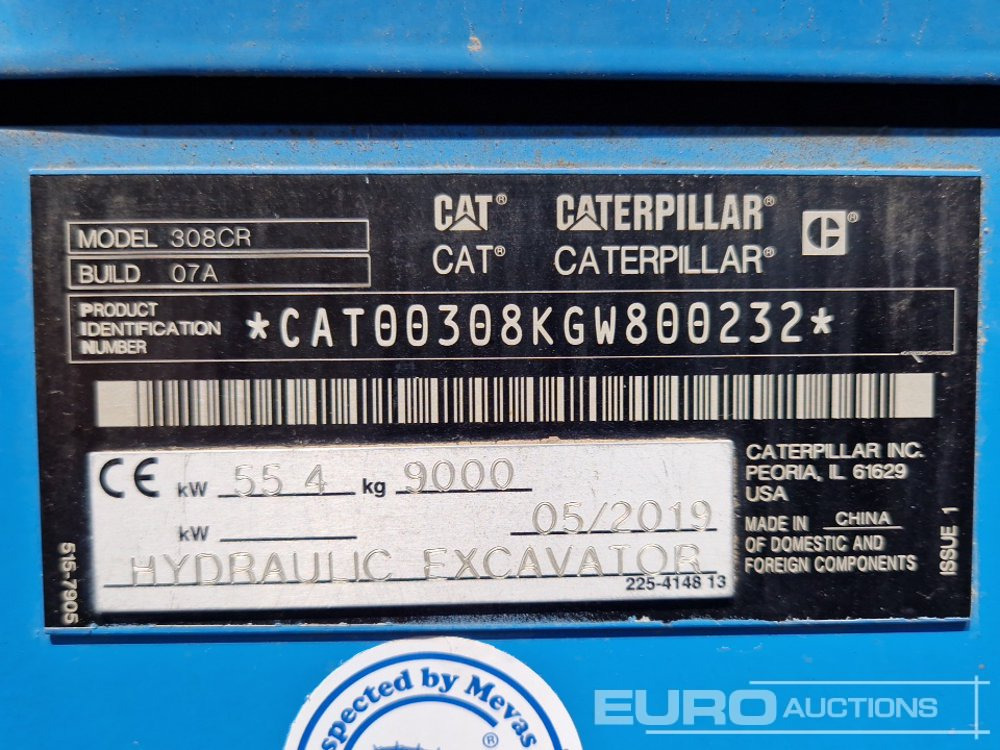 CAT® CATERPILLAR® C®
CAT® CATERPILLAR®
MODEL 308CR
BUILD 07A
PRODUCT
IDENTIFICATION
NUMBER
*CAT00308KGW800232*
CE kW 55 4 kg 9000
kW 05/2019
HYDRAULIC EXCAVATOR
225-4148 13
CATERPILLAR INC.
PEORIA, IL 61629
USA
MADE IN CHINA
OF DOMESTIC AND
FOREIGN COMPONENTS
ISSUE 1
515-7905
spected by Mevas
®
EURO AUCTIONS